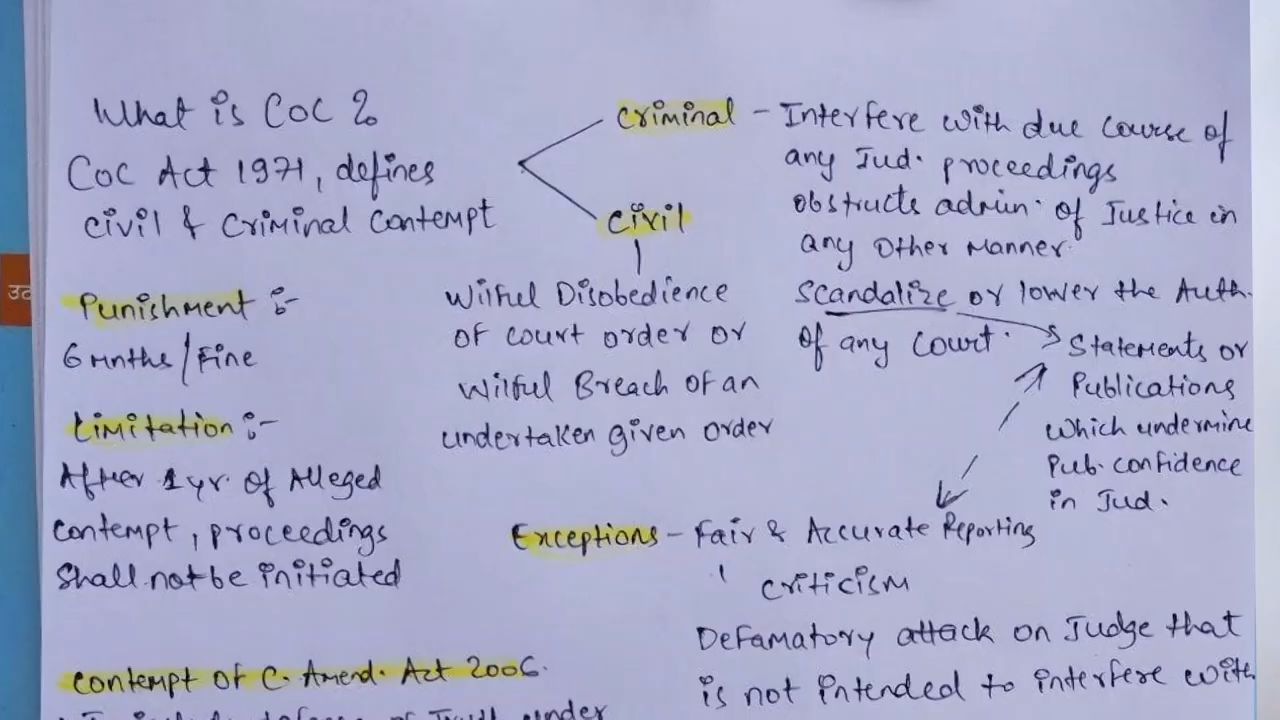 What is CoC ?
CoC Act 1971, defines
civil & Criminal Contempt
Criminal - Interfere with due course of
any Jud. proceedings
obstructs admin. of Justice in
any Other Manner.
Scandalize or lower the Auth.
of any Court.
Statements or
Publications
which undermine
Pub. confidence
in Jud.
Civil
Wilful Disobedience
of court order or
Wilful Breach of an
undertaken given order
Punishment :-
6 mnths/Fine
Limitation :-
After 1 yr. of Alleged
Contempt, proceedings
Shall not be initiated
Exceptions - Fair & Accurate Reporting
Criticism
Defamatory attack on Judge that
is not intended to interfere with
Contempt of C. Amend. Act 2006.
of Truth under